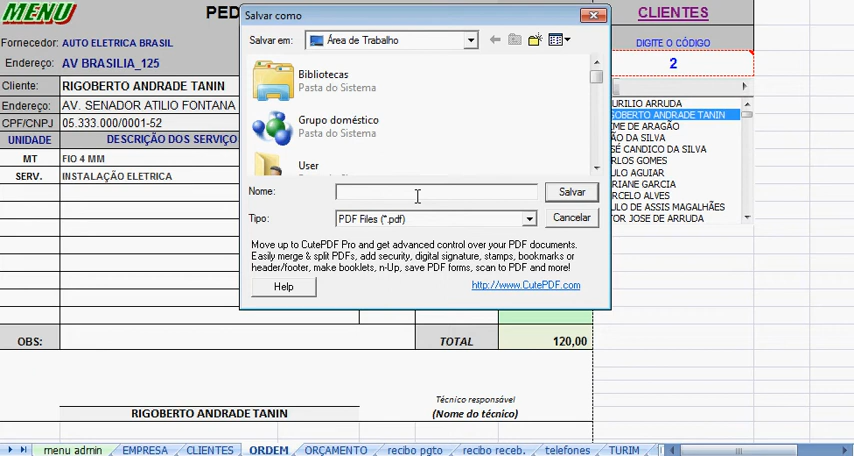 MENU
PED
CLIENTES
Fornecedor: AUTO ELETRICA BRASIL
DIGITE O CÓDIGO
Endereço: AV BRASILIA_125
2
Cliente: RIGOBERTO ANDRADE TANIN
Endereço: AV. SENADOR ATILIO FONTANA
CPF/CNPJ 05.333.000/0001-52
UNIDADE DESCRIÇÃO DOS SERVIÇO
MT FIO 4 MM
SERV. INSTALAÇÃO ELETRICA
URILIO ARRUDA
GOBERTO ANDRADE TANIN
IME DE ARAGÃO
ÃO DA SILVA
SÉ CANDICO DA SILVA
RLOS GOMES
ULO AGUIAR
RIANE GARCIA
RCELO ALVES
ULO DE ASSIS MAGALHÃES
TOR JOSE DE ARRUDA
Salvar como
Salvar em: Área de Trabalho
Bibliotecas
Pasta do Sistema
Grupo doméstico
Pasta do Sistema
User
Nome: Salvar
Tipo: PDF Files (*.pdf) Cancelar
Move up to CutePDF Pro and get advanced control over your PDF documents.
Easily merge & split PDFs, add security, digital signature, stamps, bookmarks or
header/footer, make booklets, n-Up, save PDF forms, scan to PDF and more!
Help http://www.CutePDF.com
OBS: TOTAL 120,00
Técnico responsável
RIGOBERTO ANDRADE TANIN (Nome do técnico)
menu admin EMPRESA CLIENTES ORDEM ORÇAMENTO recibo pgto recibo receb. telefones TURIM